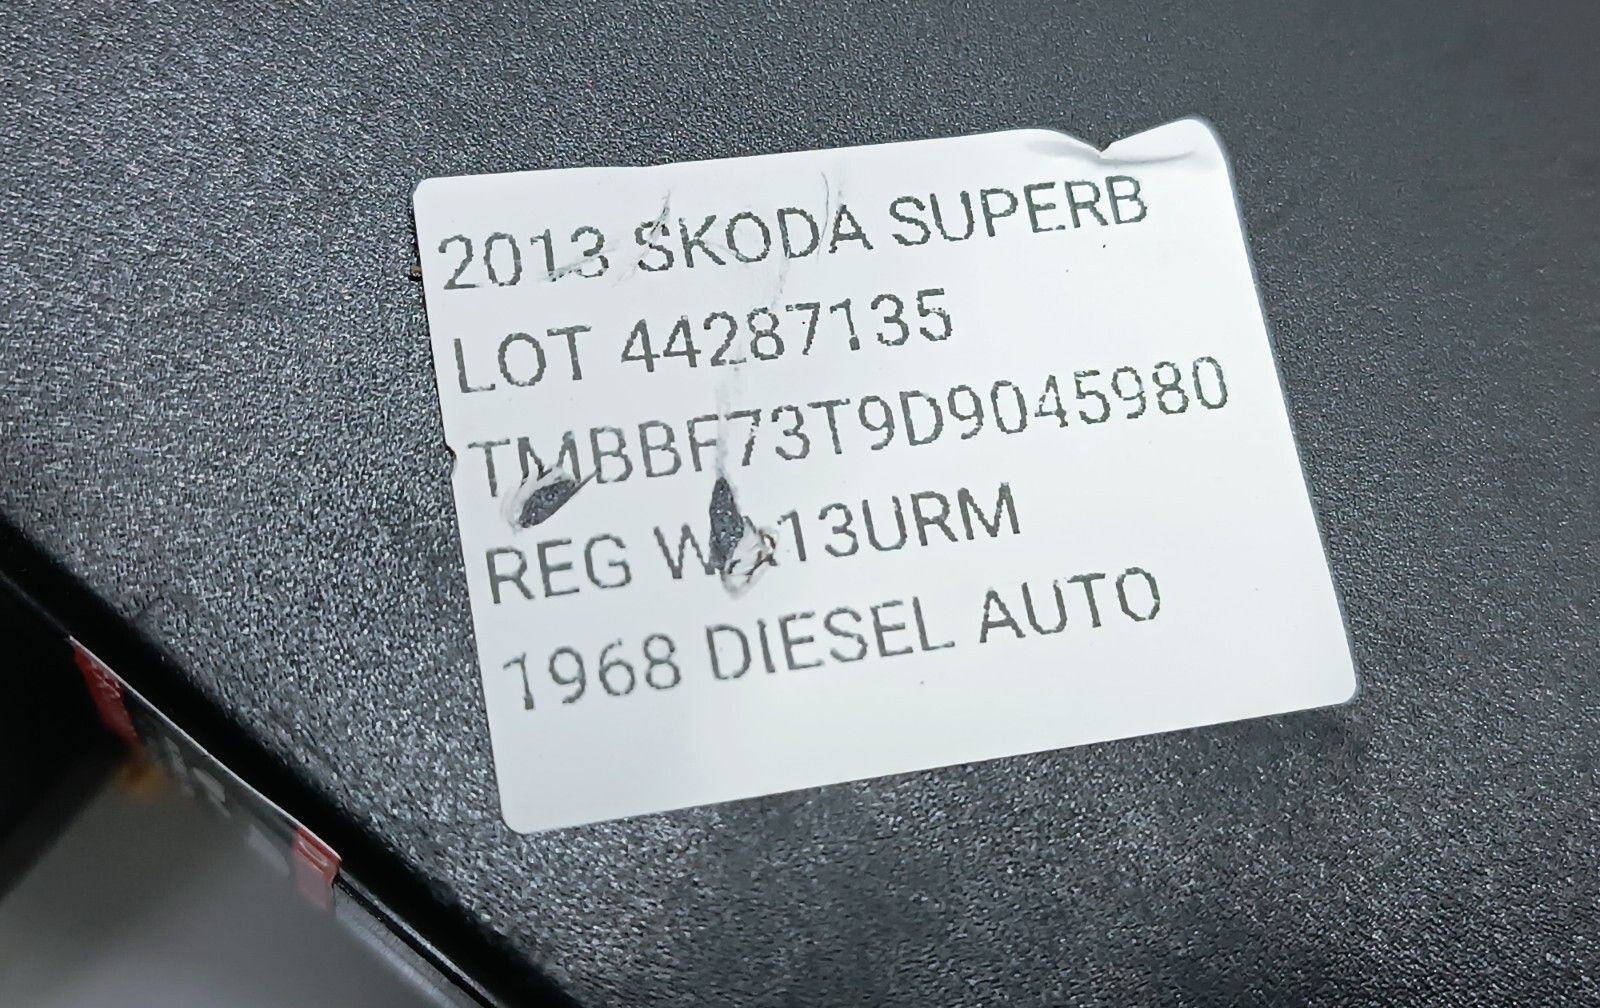 2013 SKODA SUPERB
LOT 44287135
TMBBF73T9D9045980
REG
1968 DIESEL AUTO